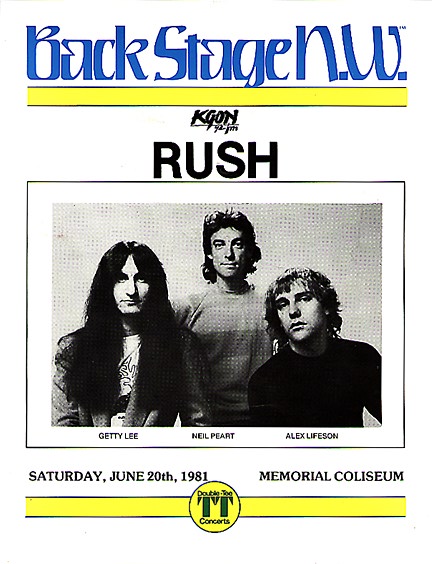 Back Stage N.W.™
KGON
92 fm
RUSH
GETTY LEE NEIL PEART ALEX LIFESON
SATURDAY, JUNE 20th, 1981 MEMORIAL COLISEUM
Double-Tee
TT
Concerts